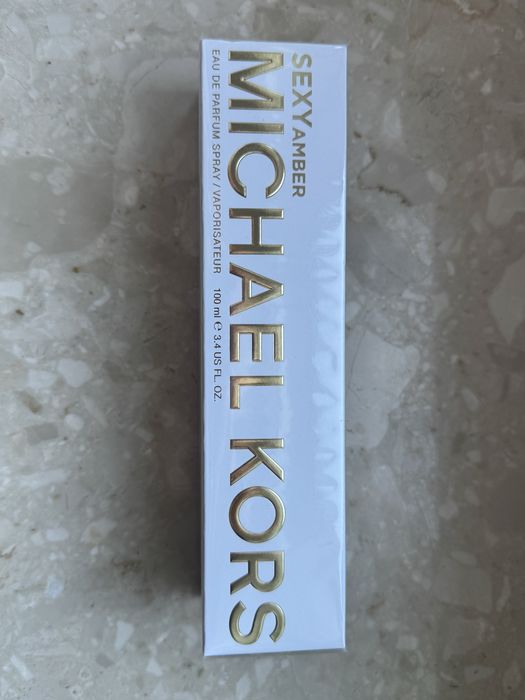 SEXY AMBER
MICHAEL KORS
EAU DE PARFUM SPRAY / VAPORISATEUR 100 ml ℮ 3.4 US FL. OZ.